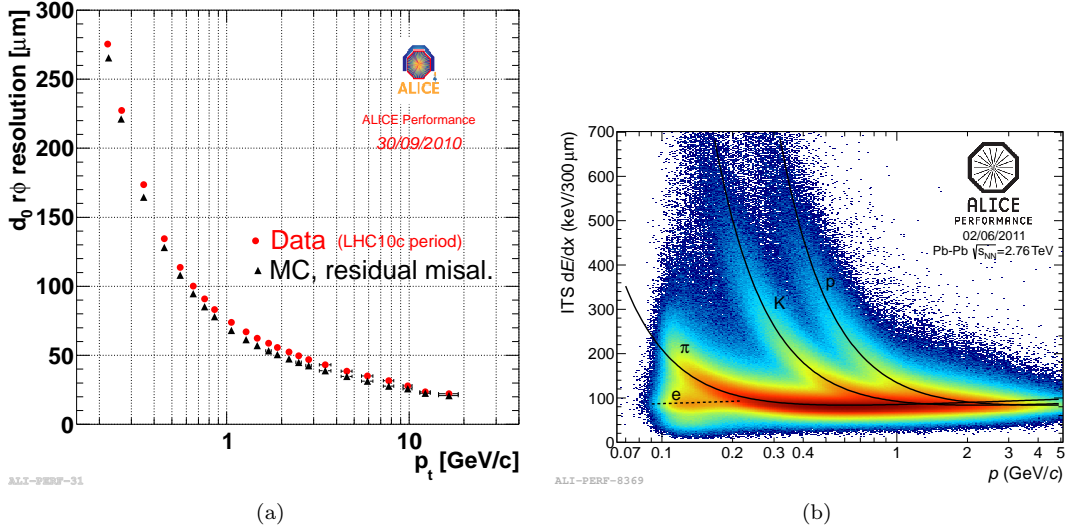 d₀ rφ resolution [μm]
300
250
200
150
100
50
0
ALICE
ALICE Performance
30/09/2010
Data (LHC10c period)
MC, residual misal.
1
10
pₜ [GeV/c]
ALI-PERF-31
(a)
ITS dE/dx (keV/300 μm)
700
600
500
400
300
200
100
0
ALICE
PERFORMANCE
02/06/2011
Pb-Pb √sNN=2.76 TeV
p
K
π
e
0.07
0.1
0.2
0.3
0.4
1
2
3
4
5
p (GeV/c)
ALI-PERF-8369
(b)